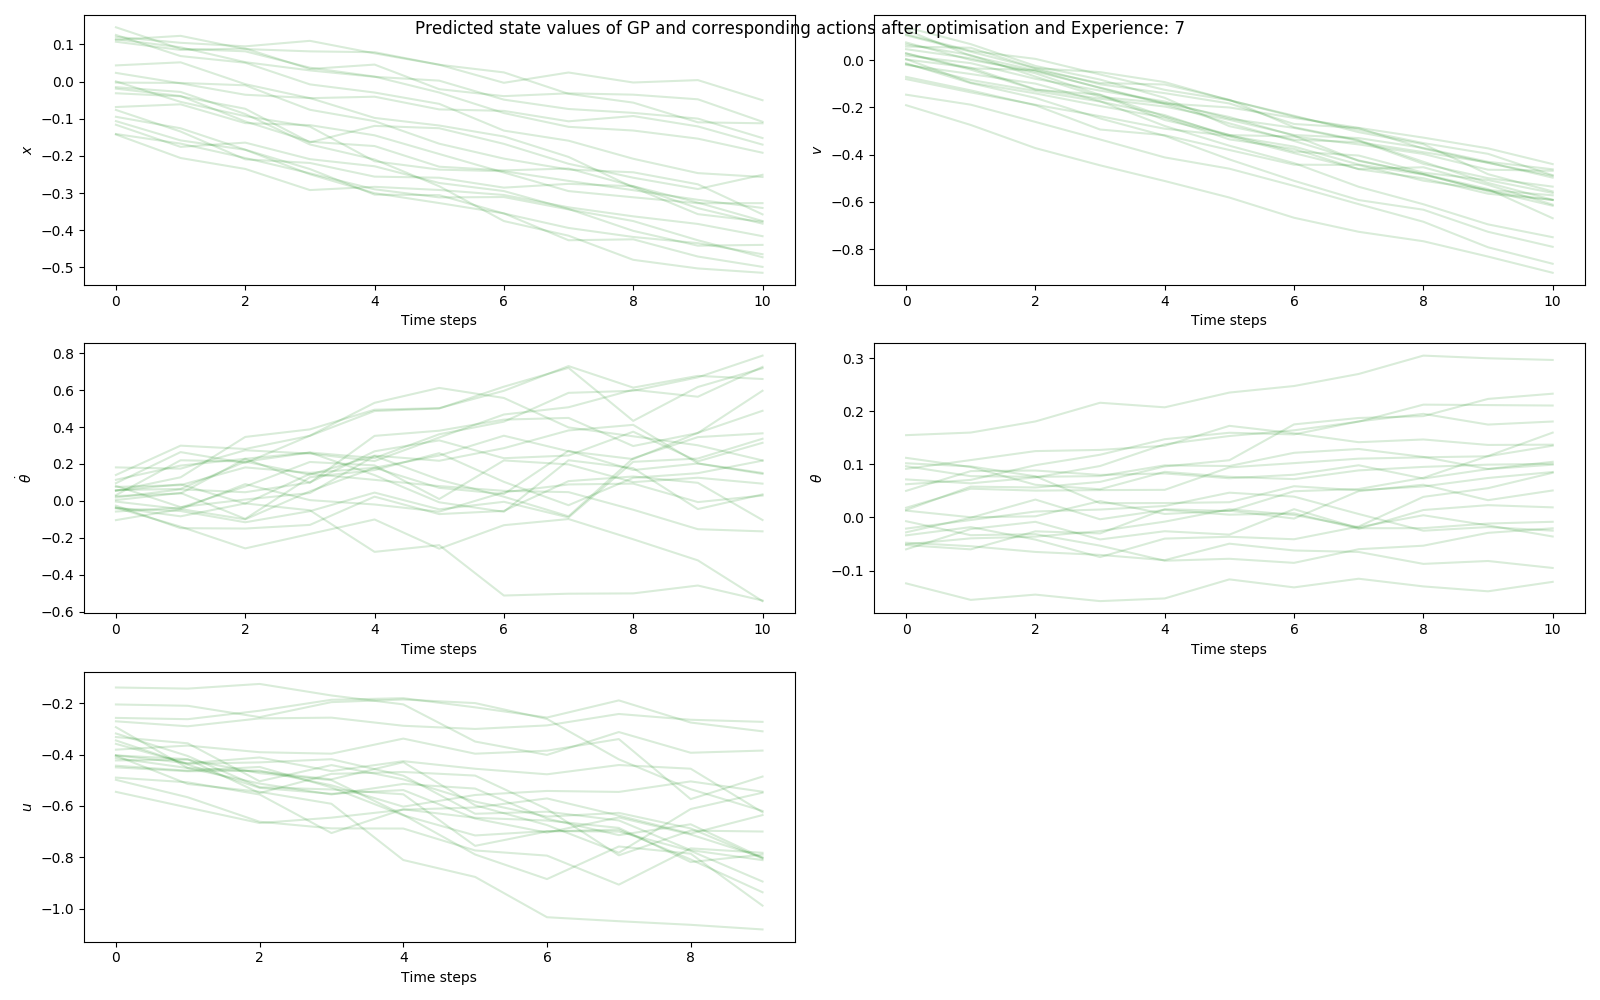 Predicted state values of GP and corresponding actions after optimisation and Experience: 7
0.1
0.0
−0.1
−0.2
−0.3
−0.4
−0.5
x
0 2 4 6 8 10
Time steps
0.0
−0.2
−0.4
−0.6
−0.8
v
0 2 4 6 8 10
Time steps
0.8
0.6
0.4
0.2
0.0
−0.2
−0.4
−0.6
θ̇
0 2 4 6 8 10
Time steps
0.3
0.2
0.1
0.0
−0.1
θ
0 2 4 6 8 10
Time steps
−0.2
−0.4
−0.6
−0.8
−1.0
u
0 2 4 6 8
Time steps